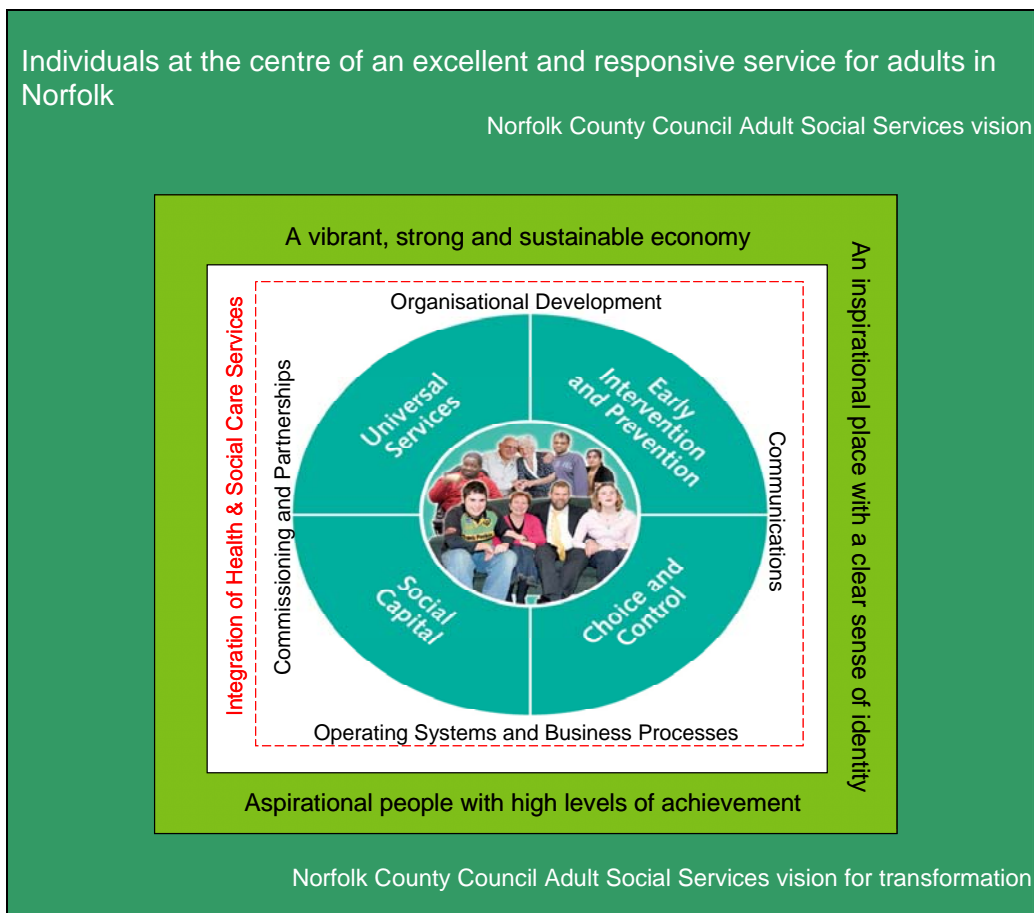 Individuals at the centre of an excellent and responsive service for adults in
Norfolk
Norfolk County Council Adult Social Services vision
A vibrant, strong and sustainable economy
An inspirational place with a clear sense of identity
Integration of Health & Social Care Services
Organisational Development
Commissioning and Partnerships
Universal
Services
Early
Intervention
and Prevention
Communications
Social
Capital
Choice and
Control
Operating Systems and Business Processes
Aspirational people with high levels of achievement
Norfolk County Council Adult Social Services vision for transformation